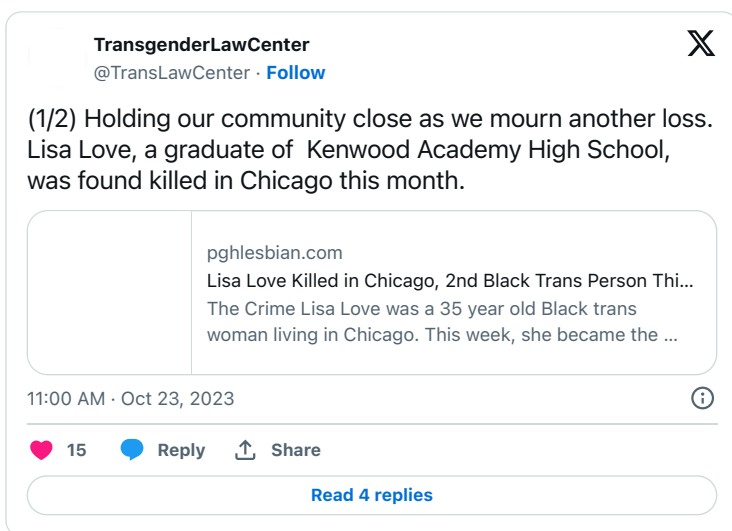 TransgenderLawCenter
@TransLawCenter · Follow
(1/2) Holding our community close as we mourn another loss.
Lisa Love, a graduate of  Kenwood Academy High School,
was found killed in Chicago this month.
pghlesbian.com
Lisa Love Killed in Chicago, 2nd Black Trans Person Thi...
The Crime Lisa Love was a 35 year old Black trans
woman living in Chicago. This week, she became the ...
11:00 AM · Oct 23, 2023
15 Reply Share
Read 4 replies